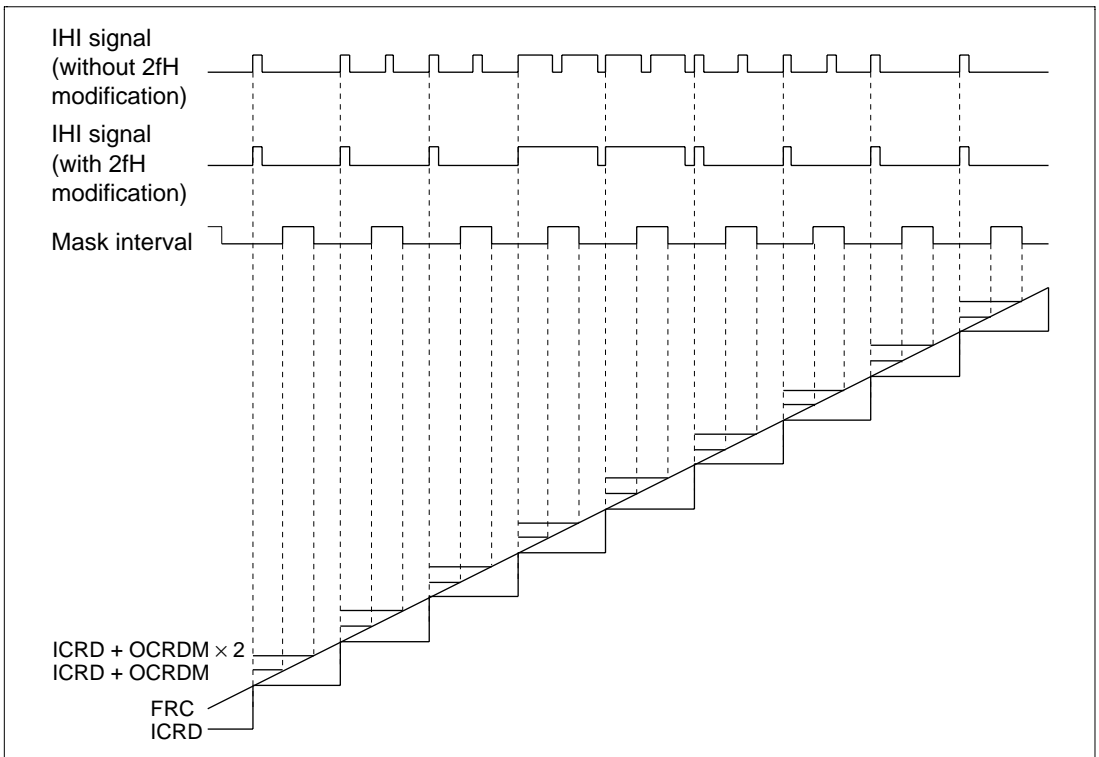 IHI signal
(without 2fH
modification)
IHI signal
(with 2fH
modification)
Mask interval
ICRD + OCRDM × 2
ICRD + OCRDM
FRC
ICRD